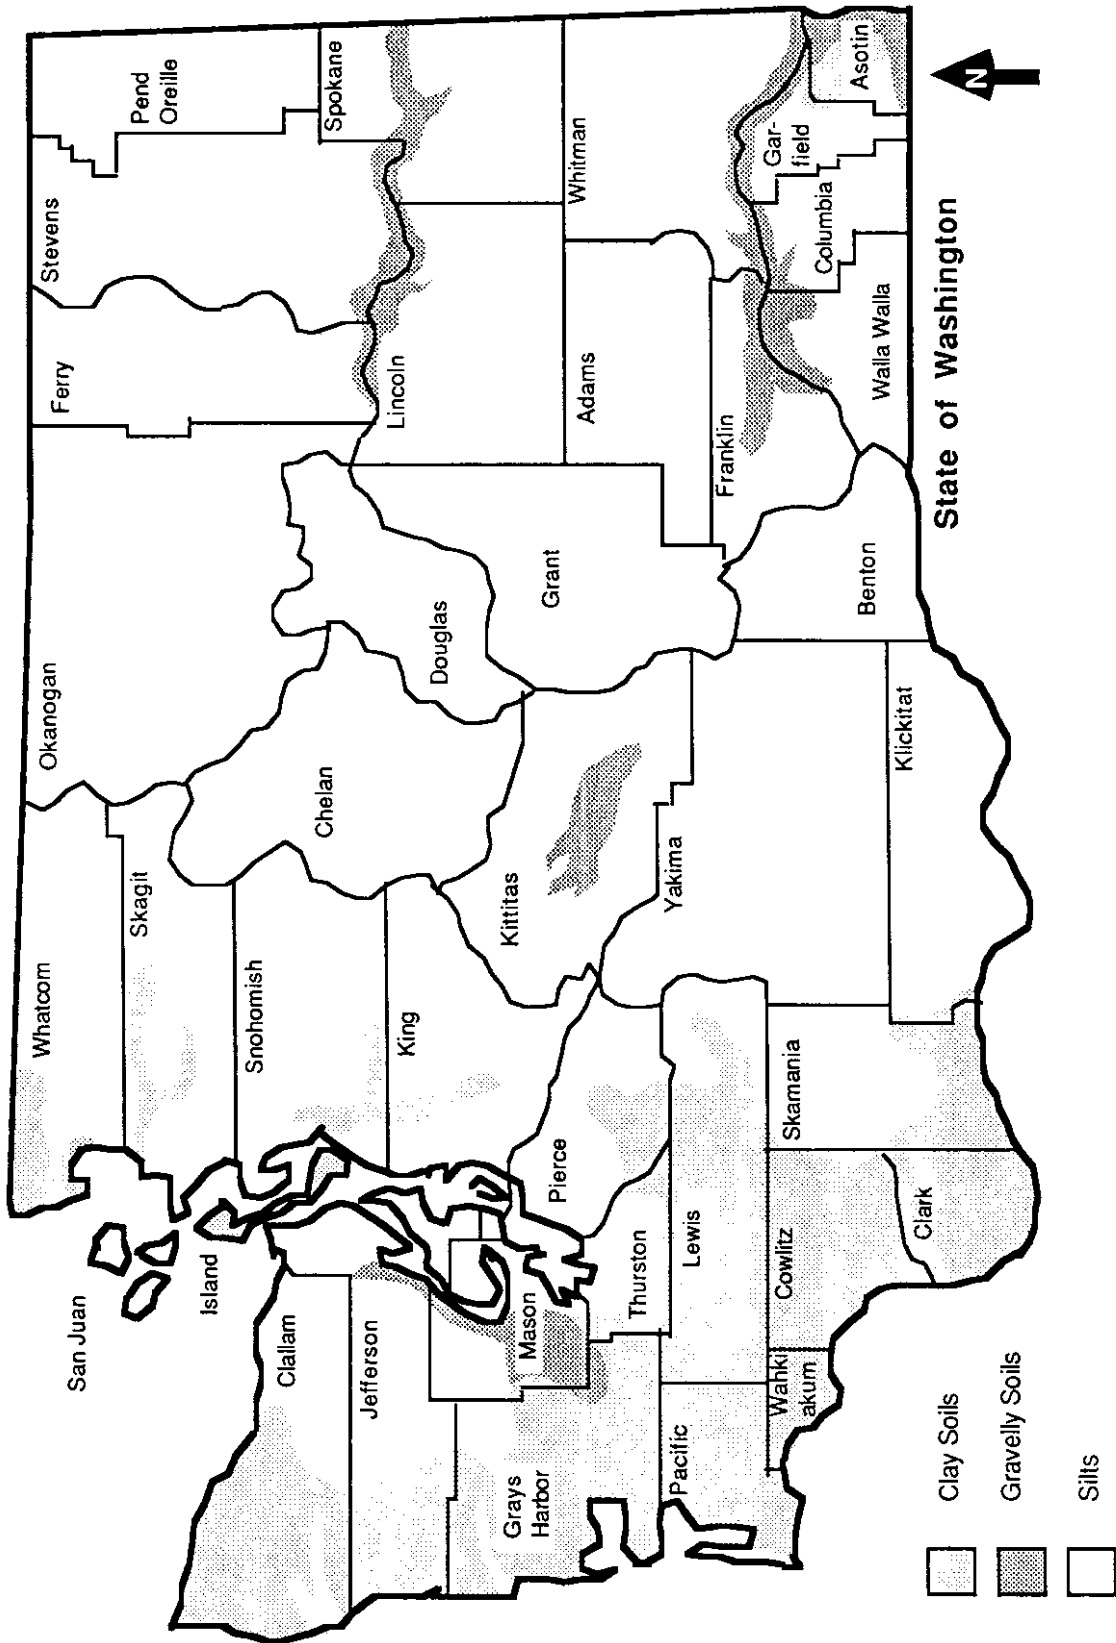 Whatcom
Okanogan
Ferry
Stevens
Pend
Oreille
San Juan
Skagit
Island
Snohomish
Chelan
Douglas
Lincoln
Spokane
Clallam
Jefferson
King
Kittitas
Grant
Adams
Whitman
Grays
Harbor
Mason
Pierce
Thurston
Lewis
Yakima
Franklin
Gar-
field
Columbia
Asotin
Pacific
Wahki
akum
Cowlitz
Skamania
Clark
Klickitat
Benton
Walla Walla
N
State of Washington
Clay Soils
Gravelly Soils
Silts